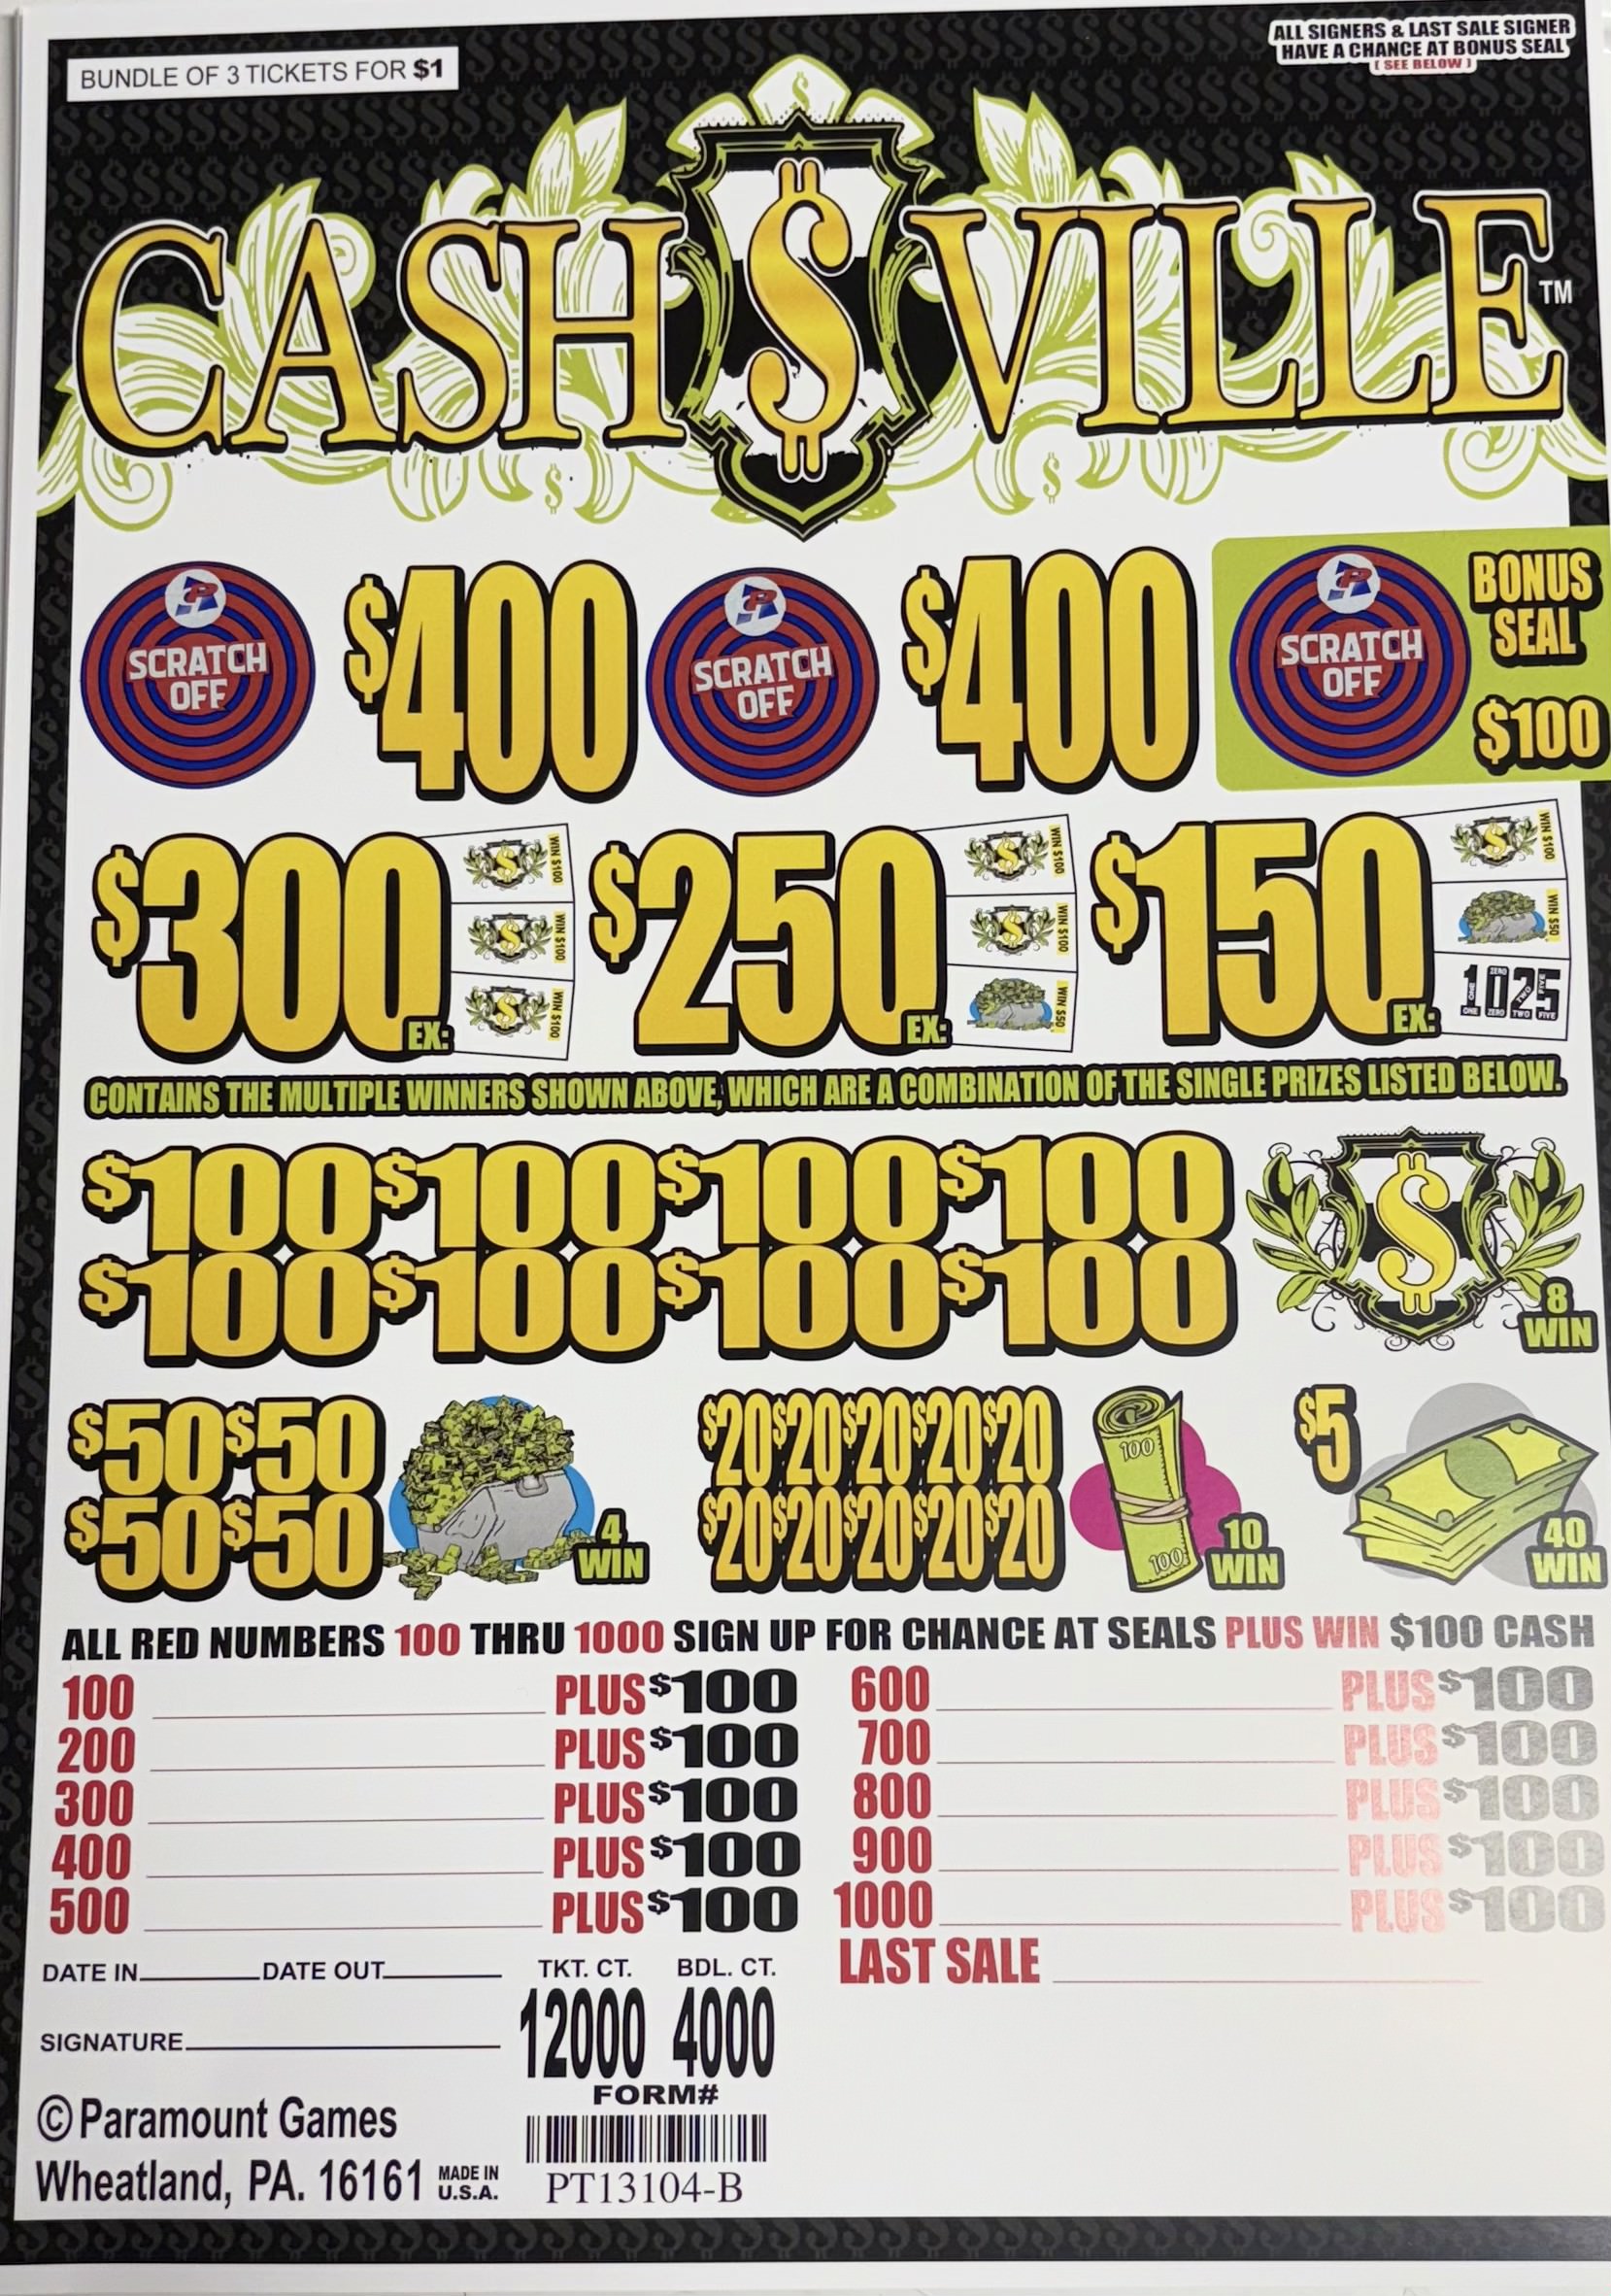 BUNDLE OF 3 TICKETS FOR $1
ALL SIGNERS & LAST SALE SIGNER
HAVE A CHANCE AT BONUS SEAL
( SEE BELOW )
CASH $ VILLE™
SCRATCH
OFF
$400
SCRATCH
OFF
$400
SCRATCH
OFF
BONUS
SEAL
$100
$300
EX:
WIN $100
WIN $100
WIN $100
$250
EX:
WIN $100
WIN $100
WIN $50
$150
EX:
WIN $100
WIN $50
1025
ONE ZERO TWO FIVE
CONTAINS THE MULTIPLE WINNERS SHOWN ABOVE, WHICH ARE A COMBINATION OF THE SINGLE PRIZES LISTED BELOW.
$100 $100 $100 $100
$100 $100 $100 $100
8
WIN
$50 $50
$50 $50
4
WIN
$20 $20 $20 $20 $20
$20 $20 $20 $20 $20
100
100
10
WIN
$5
40
WIN
ALL RED NUMBERS 100 THRU 1000 SIGN UP FOR CHANCE AT SEALS PLUS WIN $100 CASH
100 PLUS $100
200 PLUS $100
300 PLUS $100
400 PLUS $100
500 PLUS $100
600 PLUS $100
700 PLUS $100
800 PLUS $100
900 PLUS $100
1000 PLUS $100
LAST SALE
DATE IN DATE OUT
SIGNATURE
TKT. CT. BDL. CT.
12000 4000
FORM#
PT13104-B
© Paramount Games
Wheatland, PA. 16161
MADE IN
U.S.A.